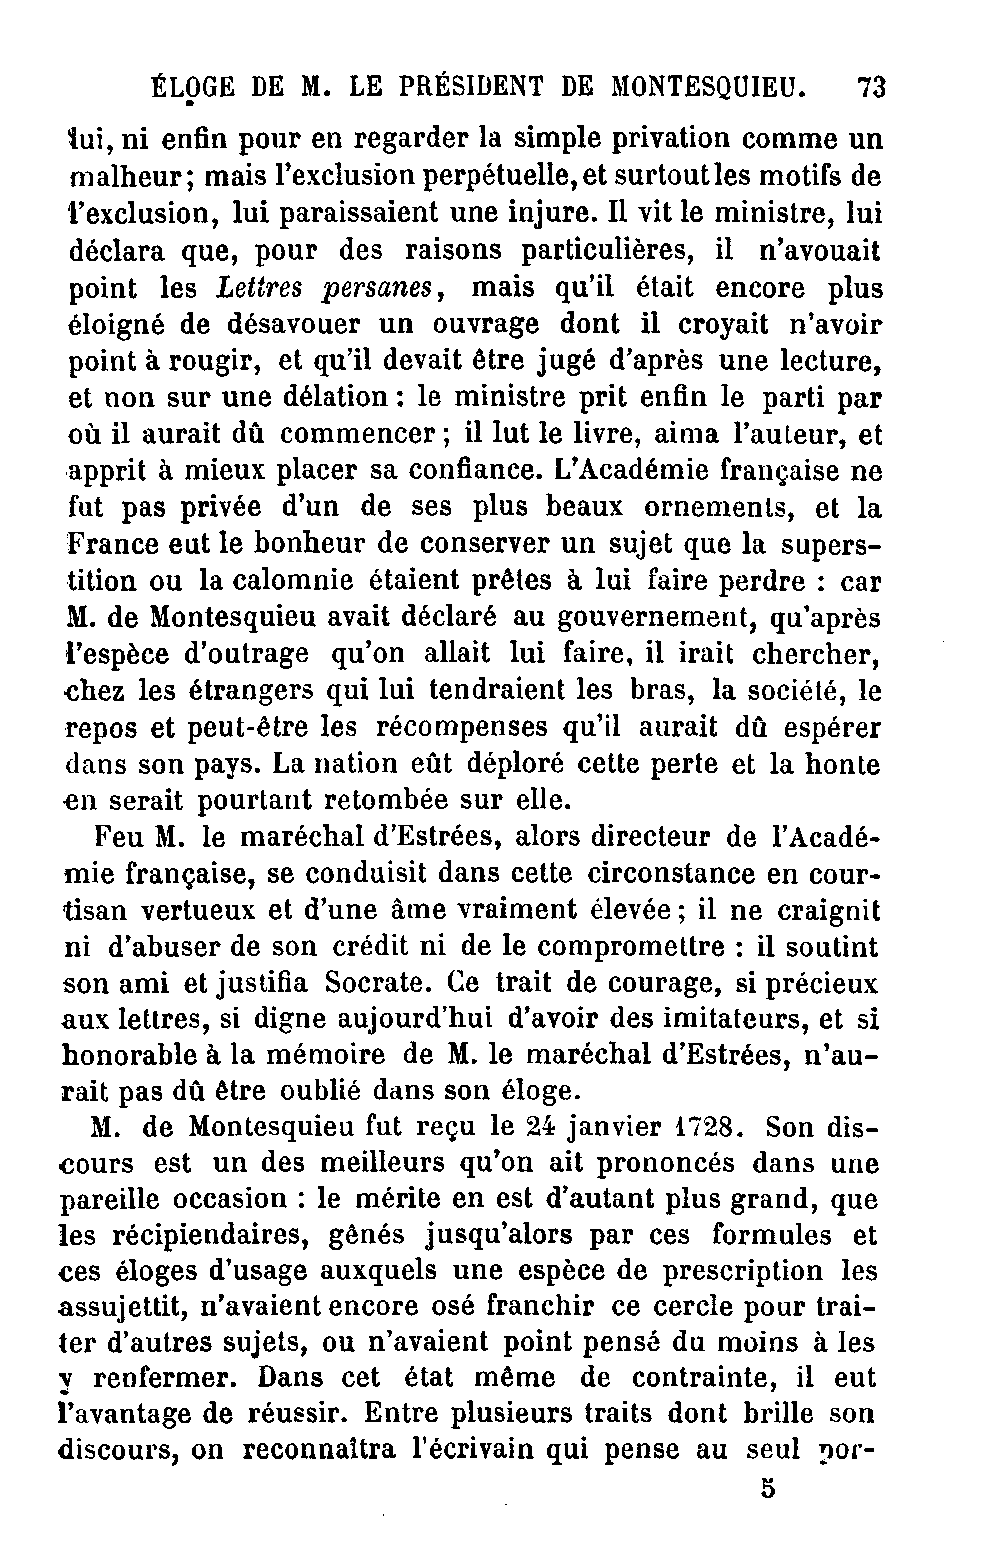 ÉLOGE DE M. LE PRÉSIDENT DE MONTESQUIEU. 73
lui, ni enfin pour en regarder la simple privation comme un
malheur; mais l'exclusion perpétuelle, et surtout les motifs de
l'exclusion, lui paraissaient une injure. Il vit le ministre, lui
déclara que, pour des raisons particulières, il n'avouait
point les Lettres persanes, mais qu'il était encore plus
éloigné de désavouer un ouvrage dont il croyait n'avoir
point à rougir, et qu'il devait être jugé d'après une lecture,
et non sur une délation : le ministre prit enfin le parti par
où il aurait dû commencer ; il lut le livre, aima l'auteur, et
apprit à mieux placer sa confiance. L'Académie française ne
fut pas privée d'un de ses plus beaux ornements, et la
France eut le bonheur de conserver un sujet que la supers-
tition ou la calomnie étaient prêtes à lui faire perdre : car
M. de Montesquieu avait déclaré au gouvernement, qu'après
l'espèce d'outrage qu'on allait lui faire, il irait chercher,
chez les étrangers qui lui tendraient les bras, la société, le
repos et peut-être les récompenses qu'il aurait dû espérer
dans son pays. La nation eût déploré cette perte et la honte
en serait pourtant retombée sur elle.
Feu M. le maréchal d'Estrées, alors directeur de l'Acadé-
mie française, se conduisit dans cette circonstance en cour-
tisan vertueux et d'une âme vraiment élevée ; il ne craignit
ni d'abuser de son crédit ni de le compromettre : il soutint
son ami et justifia Socrate. Ce trait de courage, si précieux
aux lettres, si digne aujourd'hui d'avoir des imitateurs, et si
honorable à la mémoire de M. le maréchal d'Estrées, n'au-
rait pas dû être oublié dans son éloge.
M. de Montesquieu fut reçu le 24 janvier 1728. Son dis-
cours est un des meilleurs qu'on ait prononcés dans une
pareille occasion : le mérite en est d'autant plus grand, que
les récipiendaires, gênés jusqu'alors par ces formules et
ces éloges d'usage auxquels une espèce de prescription les
assujettit, n'avaient encore osé franchir ce cercle pour trai-
ter d'autres sujets, ou n'avaient point pensé du moins à les
y renfermer. Dans cet état même de contrainte, il eut
l'avantage de réussir. Entre plusieurs traits dont brille son
discours, on reconnaîtra l'écrivain qui pense au seul por-
5